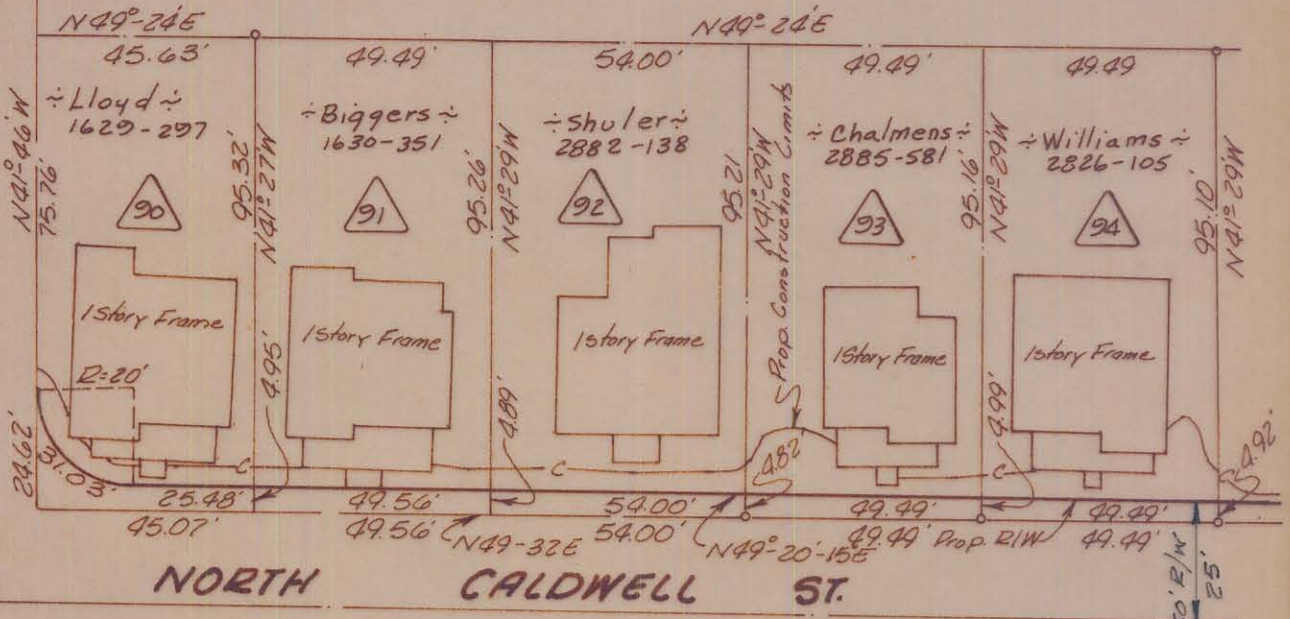 N49°-24'E
N49°-24'E
45.63'
49.49'
54.00'
49.49'
49.49
÷Lloyd÷
1629-297
÷Biggers÷
1630-351
÷Shuler÷
2882-138
÷Chalmens÷
2885-581
÷Williams÷
2826-105
N41°-46'W
75.76'
95.32'
N41°-27'W
95.26'
N41°-29'W
95.21
N41°-29'W
Prop. Construction Limits
95.16'
N41°-29'W
95.10'
N41°-29'W
90
91
92
93
94
1 Story Frame
1 Story Frame
1 Story Frame
1 Story Frame
1 Story Frame
R=20'
24.62'
31.03'
4.95'
4.89'
4.82'
4.99'
4.92
C
C
C
25.48'
49.56'
54.00'
49.49'
49.49'
45.07'
49.56'
N49-32E
54.00'
N49°-20'-15"E
49.49'
Prop. R/W
49.49'
NORTH CALDWELL ST.
0' R/W
25'